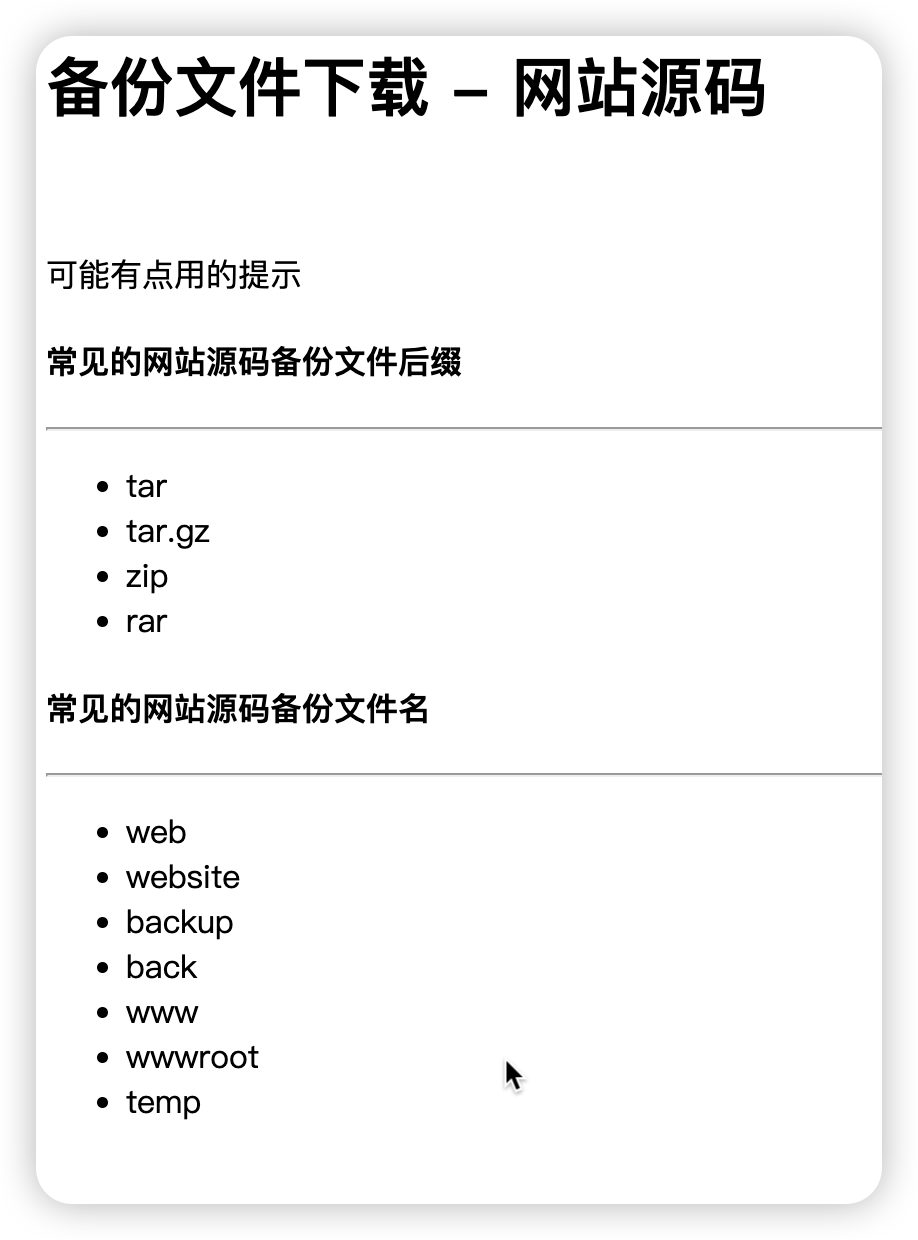 备份文件下载 - 网站源码
可能有点用的提示
常见的网站源码备份文件后缀
tar
tar.gz
zip
rar
常见的网站源码备份文件名
web
website
backup
back
www
wwwroot
temp